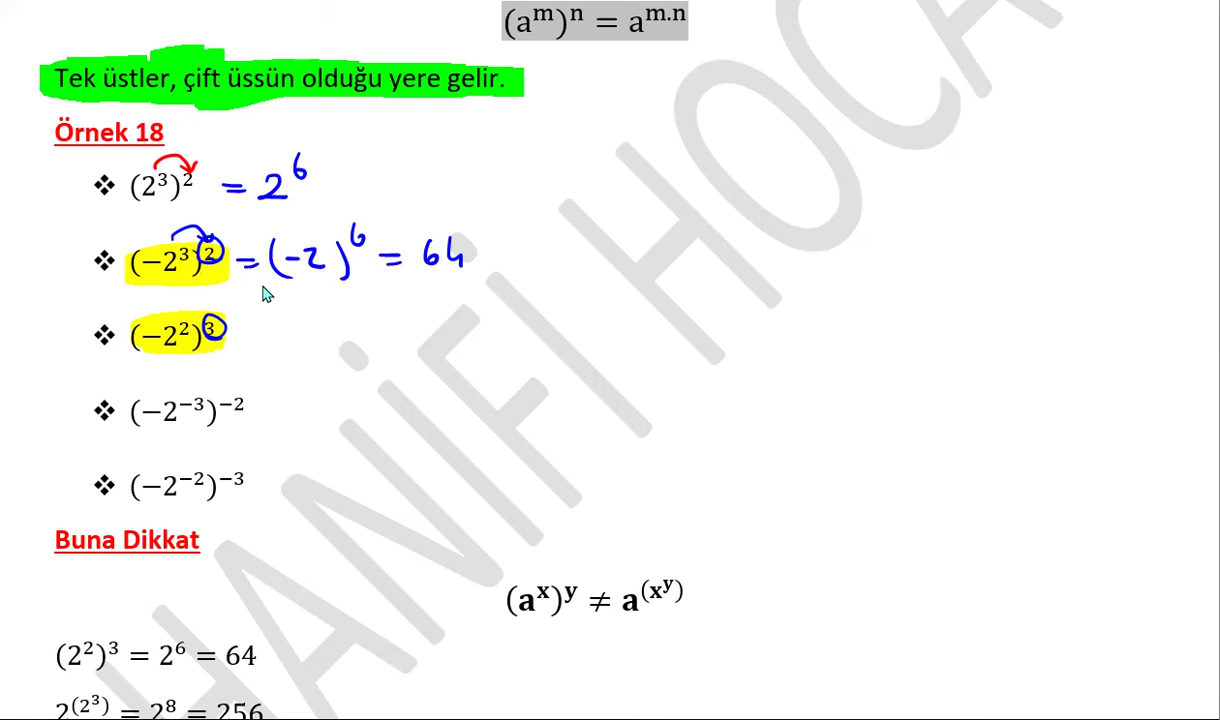 (aᵐ)ⁿ = aᵐ·ⁿ
Tek üstler, çift üssün olduğu yere gelir.
Örnek 18
❖ (2³)² = 2⁶
❖ (−2³)² = (-2)⁶ = 64
❖ (−2²)³
❖ (−2⁻³)⁻²
❖ (−2⁻²)⁻³
Buna Dikkat
(aˣ)ʸ ≠ a^(xʸ)
(2²)³ = 2⁶ = 64
2^(2³) = 2⁸ = 256
HANİFİ HOCA